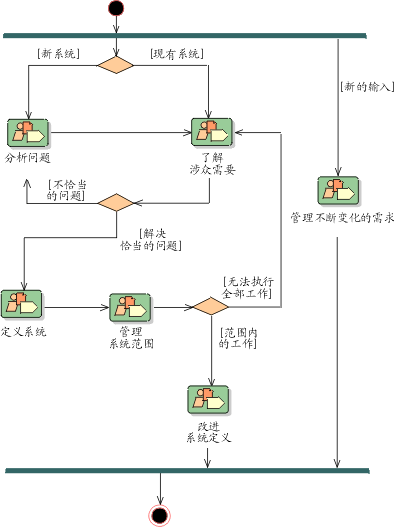 [新系统]
[现有系统]
[新的输入]
分析问题
了解
涉众需要
[不恰当
的问题]
管理不断变化的需求
[解决
恰当的问题]
[无法执行
全部工作]
定义系统
管理
系统范围
[范围内
的工作]
改进
系统定义